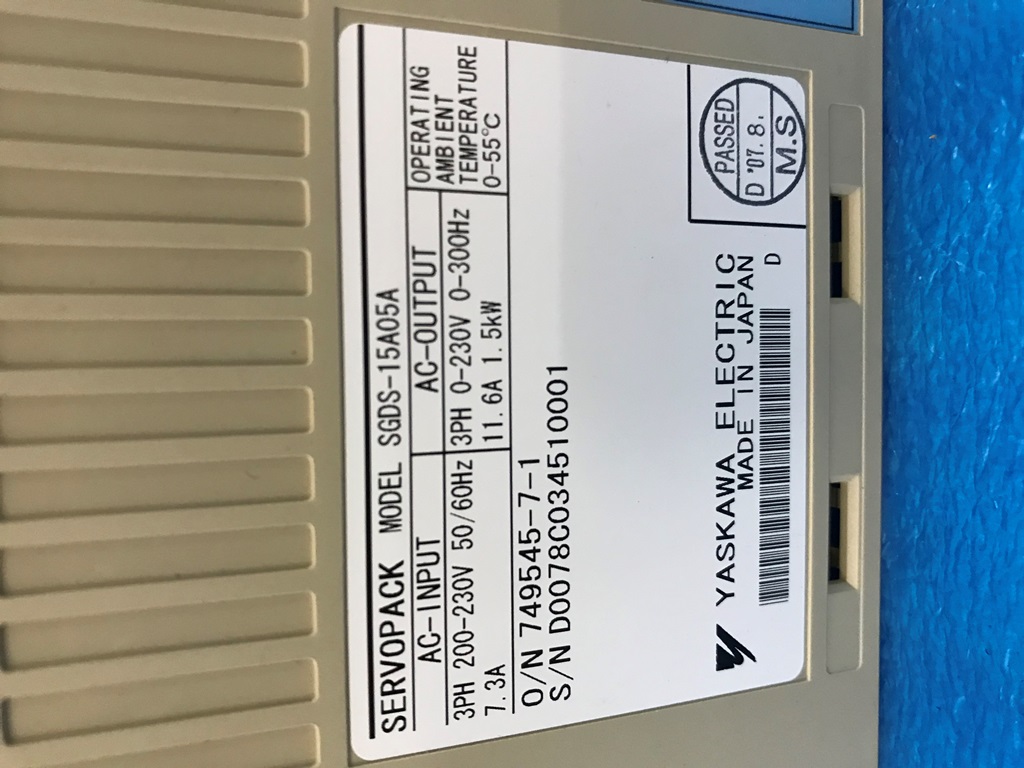 SERVOPACK MODEL SGDS-15A05A
AC-INPUT
3PH 200-230V 50/60Hz
7.3A
AC-OUTPUT
3PH 0-230V 0-300Hz
11.6A 1.5kW
OPERATING
AMBIENT
TEMPERATURE
0-55°C
O/N 749545-7-1
S/N D0078C034510001
YASKAWA ELECTRIC
MADE IN JAPAN
D
PASSED
D '07.8.
M.S